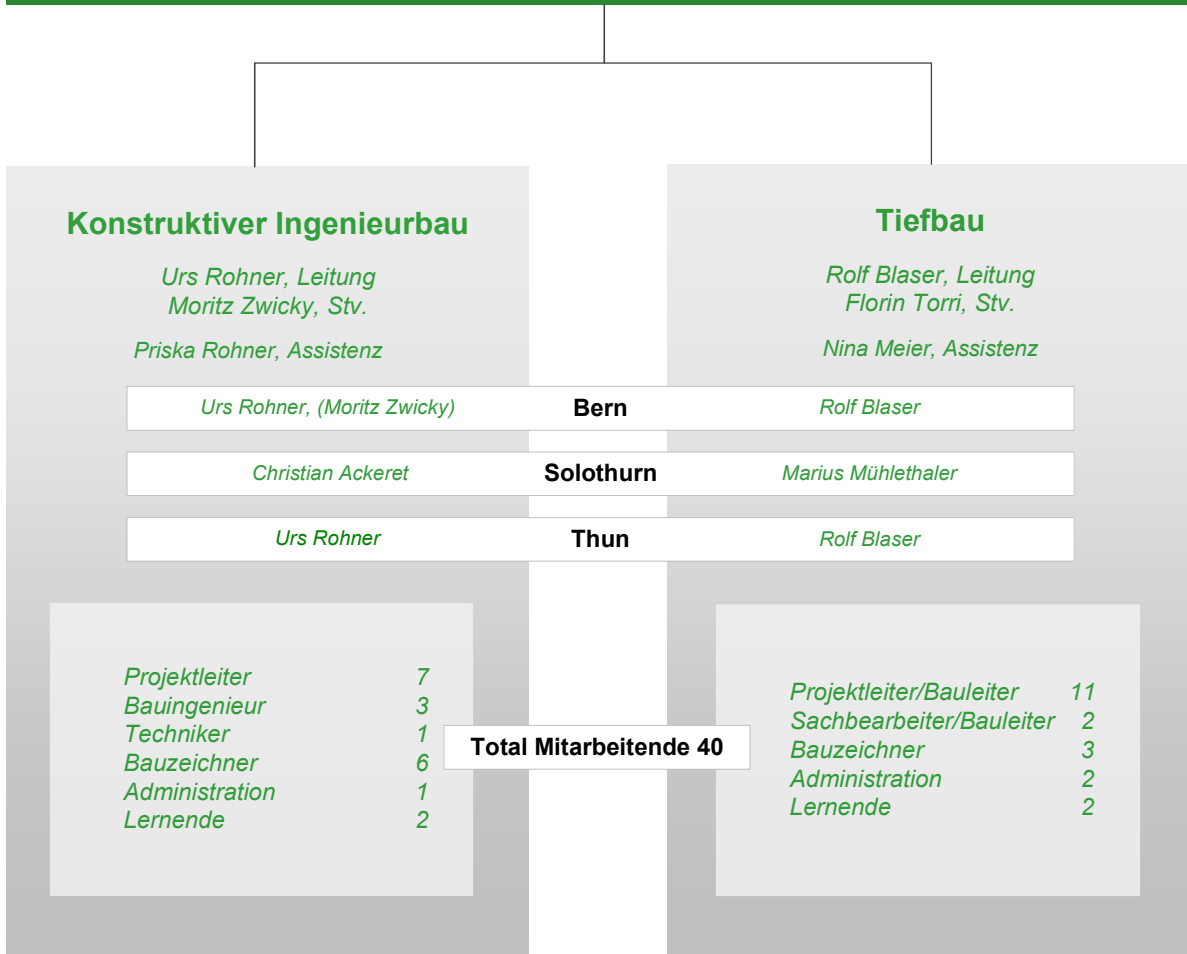 Konstruktiver Ingenieurbau
Urs Rohner, Leitung
Moritz Zwicky, Stv.
Priska Rohner, Assistenz
Tiefbau
Rolf Blaser, Leitung
Florin Torri, Stv.
Nina Meier, Assistenz
Urs Rohner, (Moritz Zwicky) Bern Rolf Blaser
Christian Ackeret Solothurn Marius Mühlethaler
Urs Rohner Thun Rolf Blaser
Projektleiter 7
Bauingenieur 3
Techniker 1
Bauzeichner 6
Administration 1
Lernende 2
Total Mitarbeitende 40
Projektleiter/Bauleiter 11
Sachbearbeiter/Bauleiter 2
Bauzeichner 3
Administration 2
Lernende 2